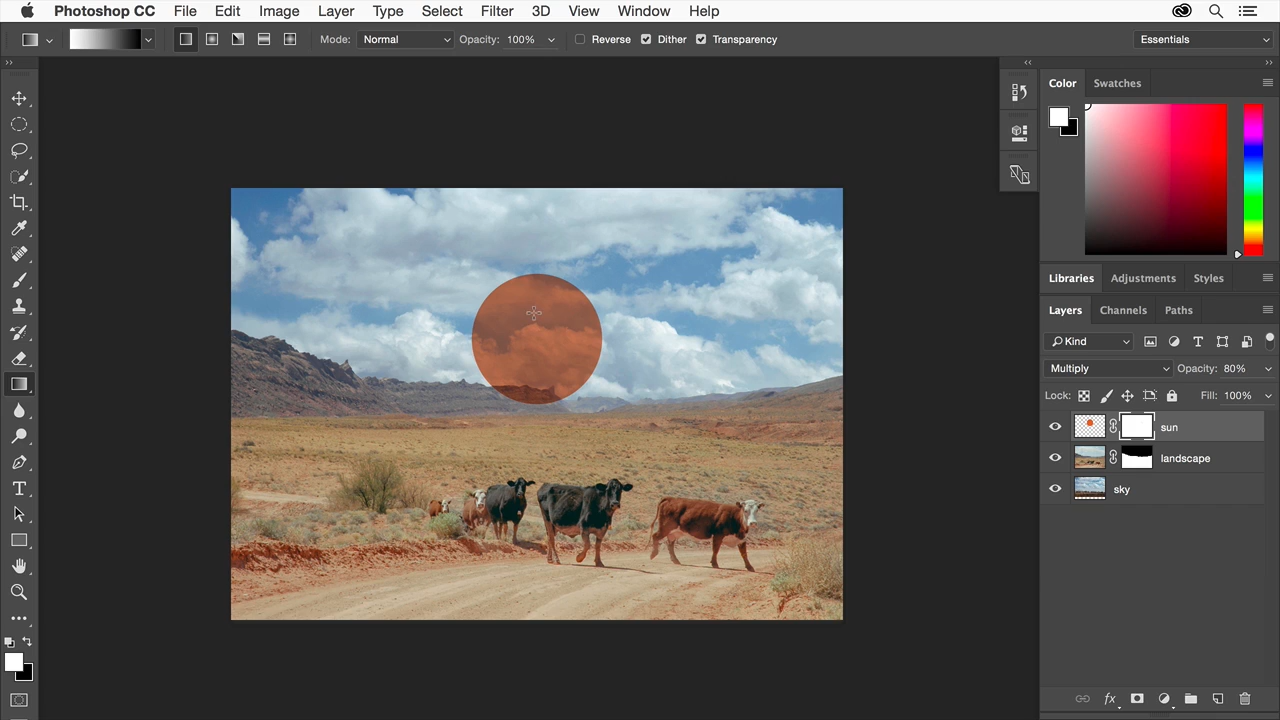 Photoshop CC File Edit Image Layer Type Select Filter 3D View Window Help
Mode: Normal Opacity: 100% Reverse Dither Transparency Essentials
Color Swatches
Libraries Adjustments Styles
Layers Channels Paths
Kind
Multiply Opacity: 80%
Lock: Fill: 100%
sun
landscape
sky
fx